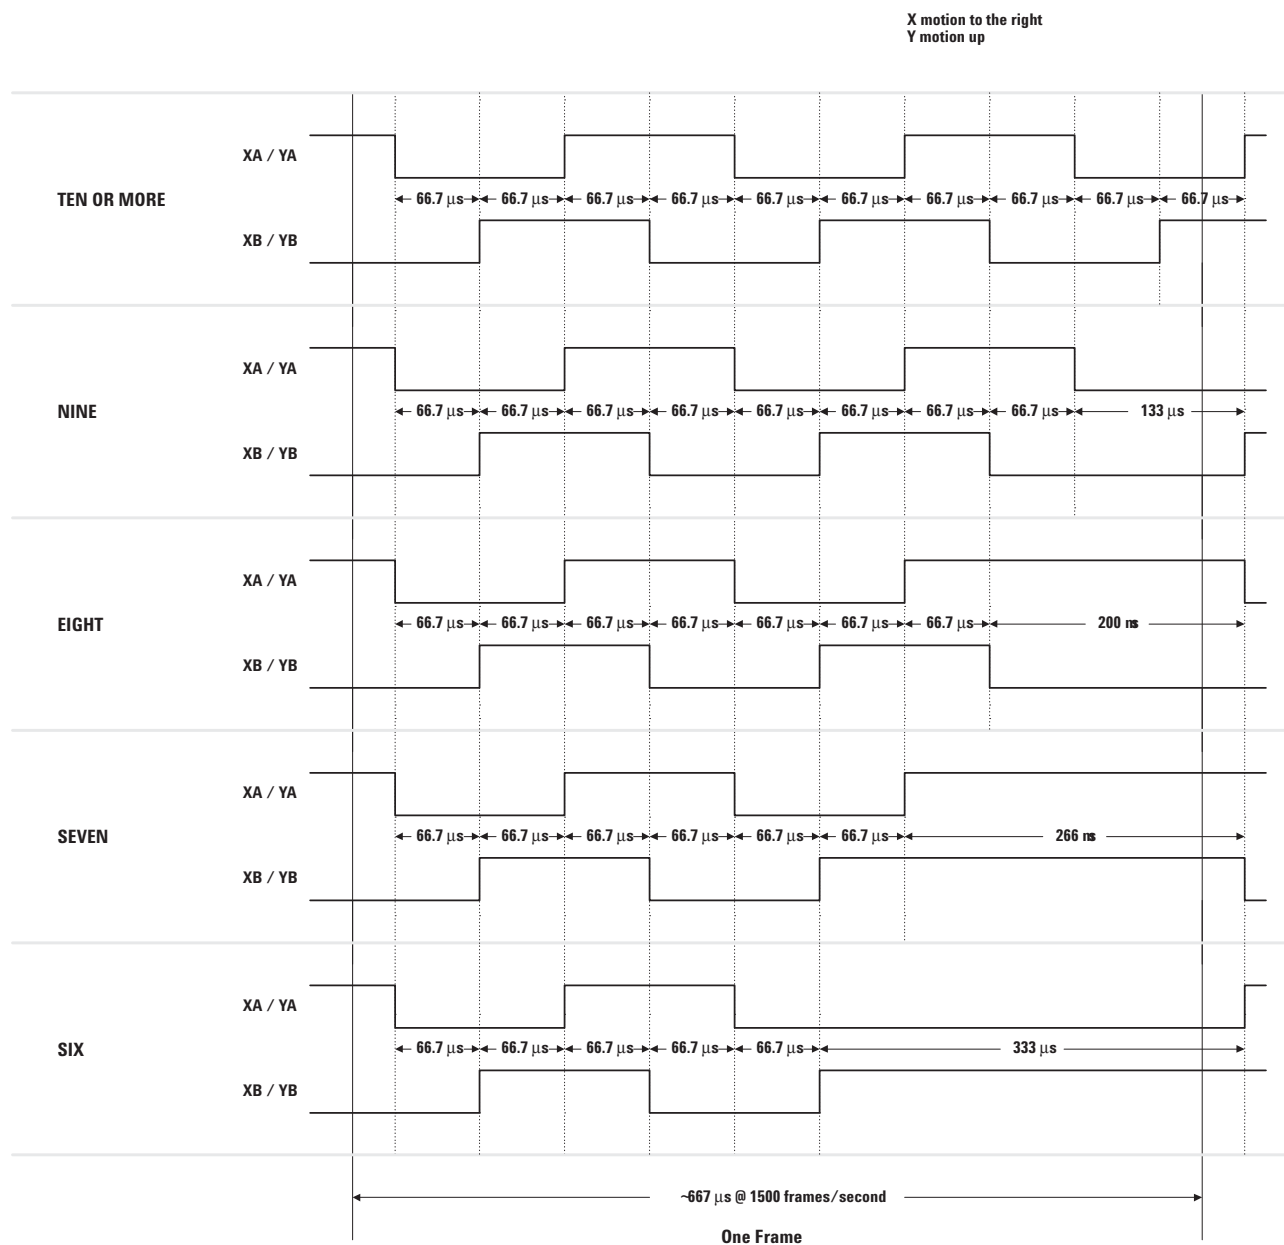 X motion to the right
Y motion up
XA / YA
TEN OR MORE
66.7 µs 66.7 µs 66.7 µs 66.7 µs 66.7 µs 66.7 µs 66.7 µs 66.7 µs 66.7 µs 66.7 µs
XB / YB
XA / YA
NINE
66.7 µs 66.7 µs 66.7 µs 66.7 µs 66.7 µs 66.7 µs 66.7 µs 66.7 µs 133 µs
XB / YB
XA / YA
EIGHT
66.7 µs 66.7 µs 66.7 µs 66.7 µs 66.7 µs 66.7 µs 66.7 µs 200 ns
XB / YB
XA / YA
SEVEN
66.7 µs 66.7 µs 66.7 µs 66.7 µs 66.7 µs 66.7 µs 266 ns
XB / YB
XA / YA
SIX
66.7 µs 66.7 µs 66.7 µs 66.7 µs 66.7 µs 333 µs
XB / YB
~667 µs @ 1500 frames/second
One Frame